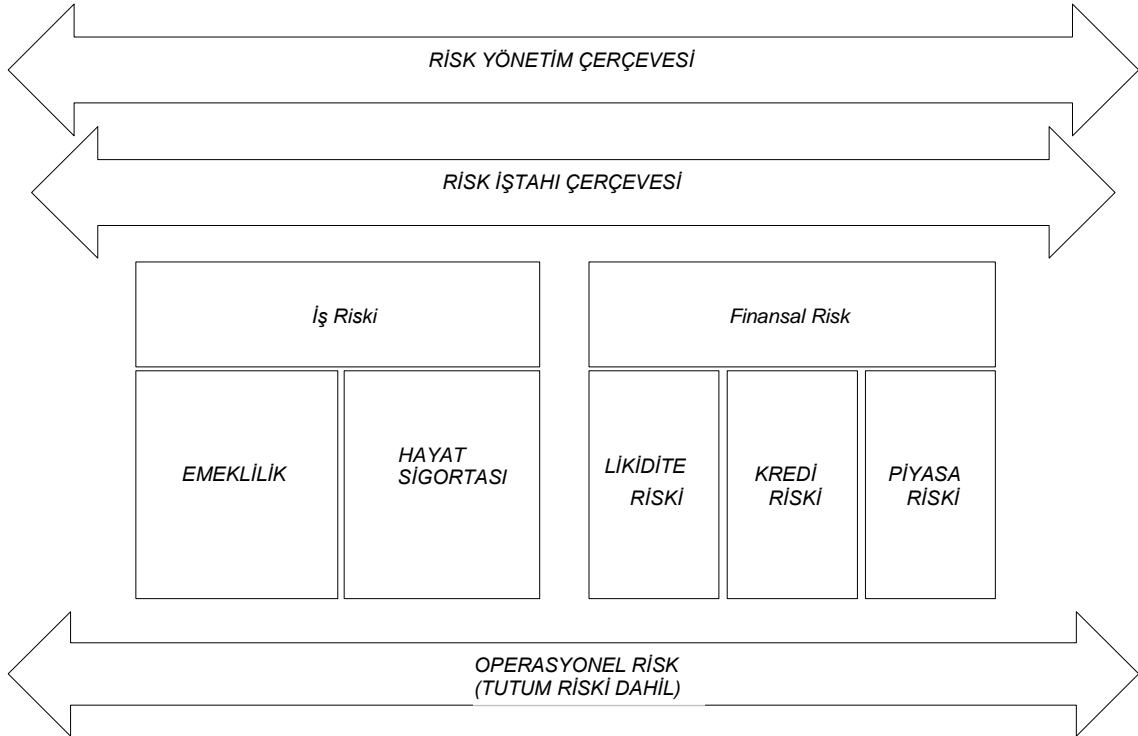 RİSK YÖNETİM ÇERÇEVESİ
RİSK İŞTAHI ÇERÇEVESİ
İş Riski
Finansal Risk
EMEKLİLİK
HAYAT
SİGORTASI
LİKİDİTE
RİSKİ
KREDİ
RİSKİ
PİYASA
RİSKİ
OPERASYONEL RİSK
(TUTUM RİSKİ DAHİL)